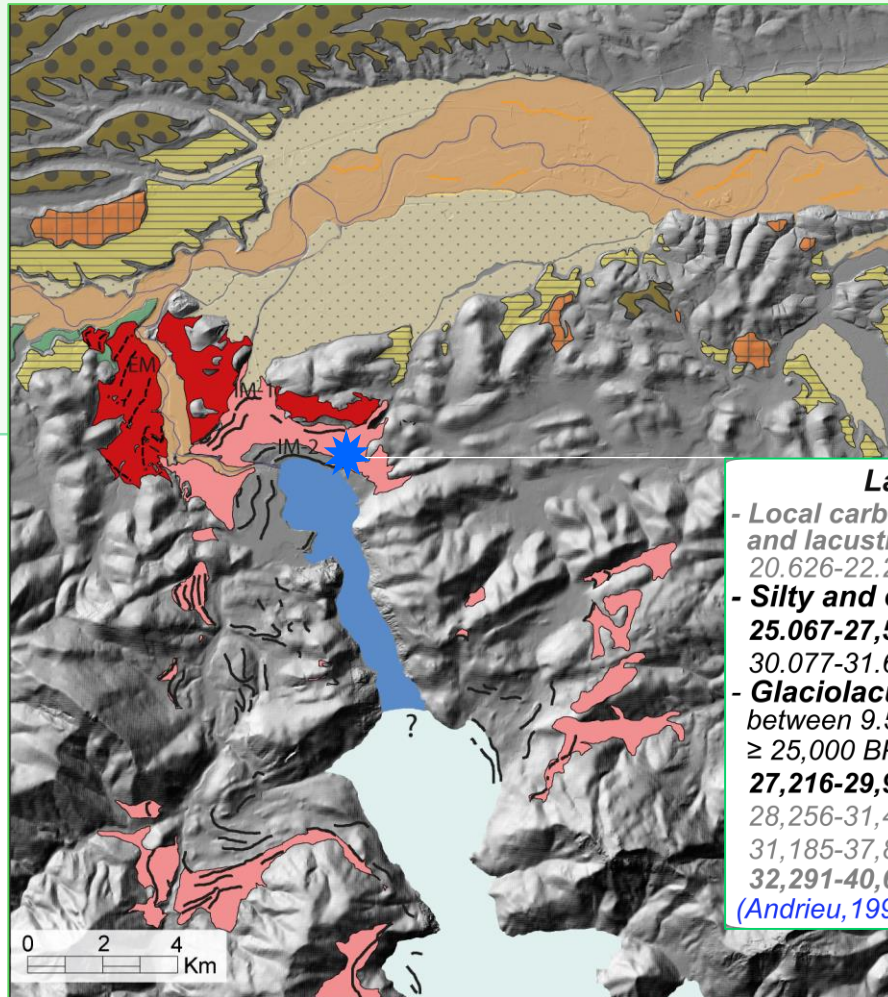 EM
IM-1
IM-2
?
0 2 4
Km
La
- Local carb
and lacust
20.626-22.2
- Silty and
25.067-27,5
30.077-31.6
- Glaciolac
between 9.5
≥ 25,000 BP
27,216-29,9
28,256-31,4
31,185-37,8
32,291-40,0
(Andrieu,199